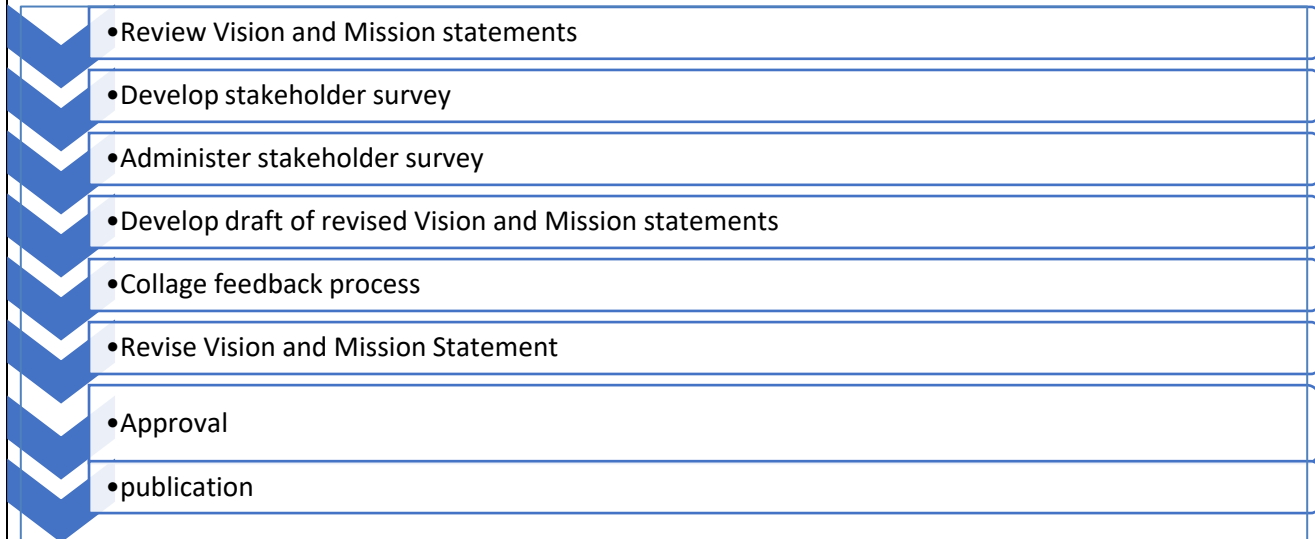 •Review Vision and Mission statements
•Develop stakeholder survey
•Administer stakeholder survey
•Develop draft of revised Vision and Mission statements
•Collage feedback process
•Revise Vision and Mission Statement
•Approval
•publication